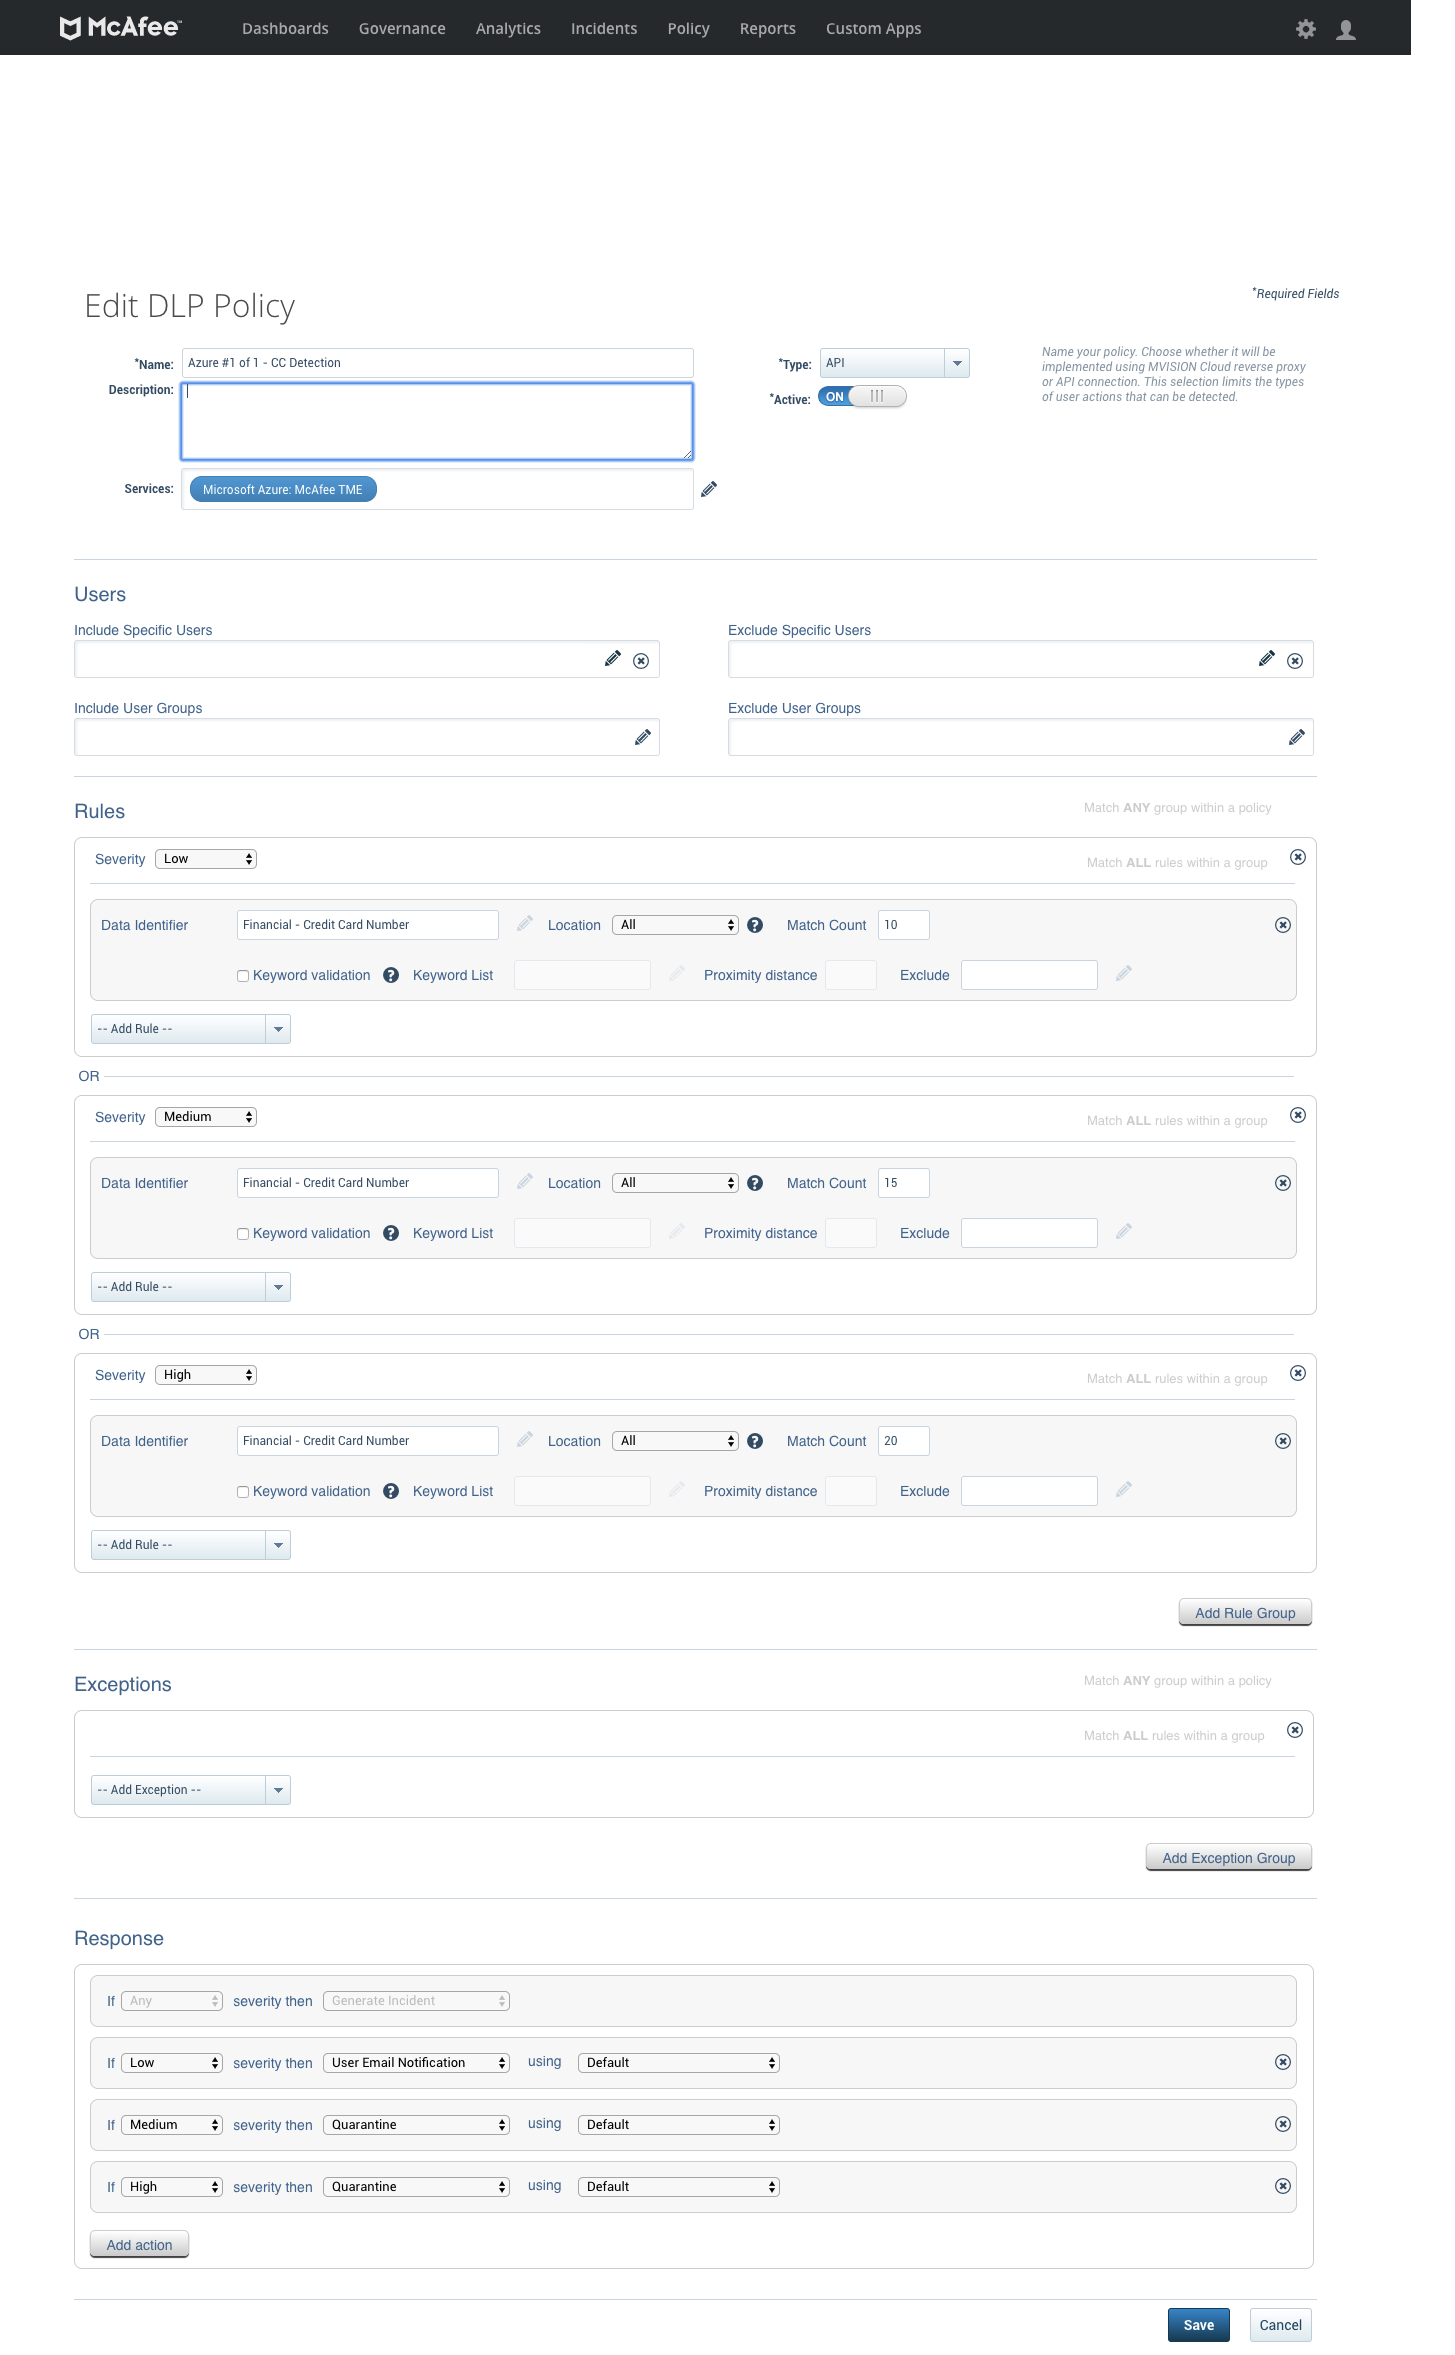 McAfee™ Dashboards Governance Analytics Incidents Policy Reports Custom Apps
Edit DLP Policy
*Required Fields
*Name: Azure #1 of 1 - CC Detection
*Type: API
Name your policy. Choose whether it will be
implemented using MVISION Cloud reverse proxy
or API connection. This selection limits the types
of user actions that can be detected.
Description:
*Active: ON
Services: Microsoft Azure: McAfee TME
Users
Include Specific Users Exclude Specific Users
Include User Groups Exclude User Groups
Rules Match ANY group within a policy
Severity Low Match ALL rules within a group
Data Identifier Financial - Credit Card Number Location All ? Match Count 10
Keyword validation ? Keyword List Proximity distance Exclude
-- Add Rule --
OR
Severity Medium Match ALL rules within a group
Data Identifier Financial - Credit Card Number Location All ? Match Count 15
Keyword validation ? Keyword List Proximity distance Exclude
-- Add Rule --
OR
Severity High Match ALL rules within a group
Data Identifier Financial - Credit Card Number Location All ? Match Count 20
Keyword validation ? Keyword List Proximity distance Exclude
-- Add Rule --
Add Rule Group
Exceptions Match ANY group within a policy
Match ALL rules within a group
-- Add Exception --
Add Exception Group
Response
If Any severity then Generate Incident
If Low severity then User Email Notification using Default
If Medium severity then Quarantine using Default
If High severity then Quarantine using Default
Add action
Save Cancel